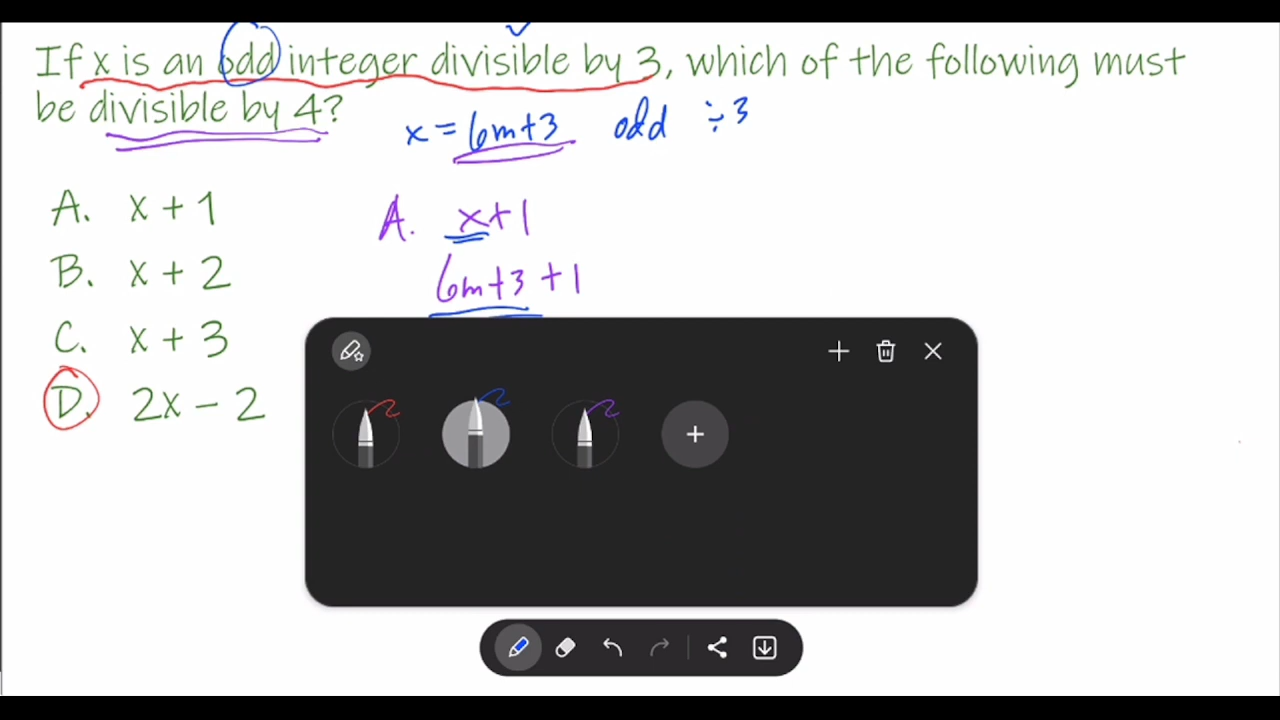 If x is an odd integer divisible by 3, which of the following must
be divisible by 4?
x = 6m+3 odd ÷3
A. x + 1
B. x + 2
C. x + 3
D. 2x - 2
A. x+1
6m+3 + 1